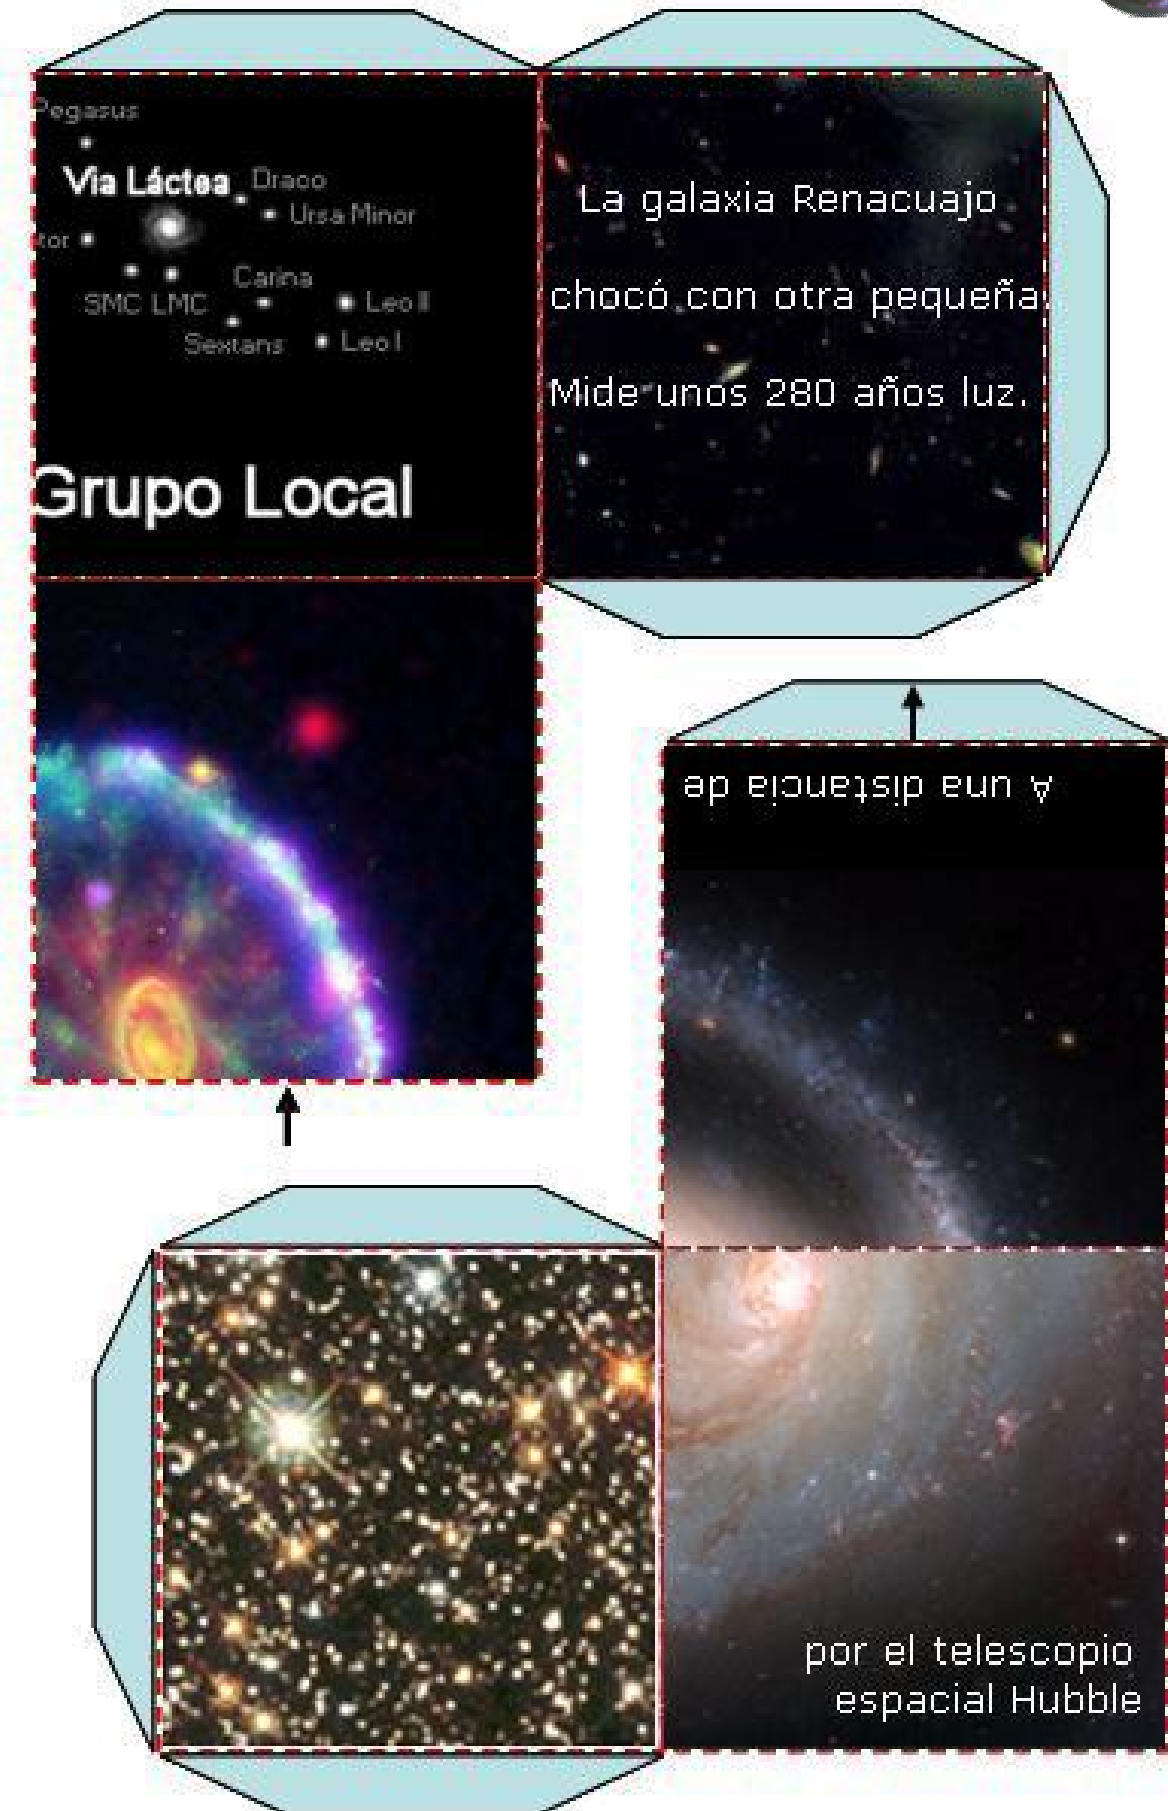 Pegasus
Vía Láctea
Draco
Ursa Minor
tor
Carina
SMC LMC
Leo II
Sextans
Leo I
Grupo Local
La galaxia Renacuajo
chocó con otra pequeña.
Mide unos 280 años luz.
A una distancia de
por el telescopio
espacial Hubble